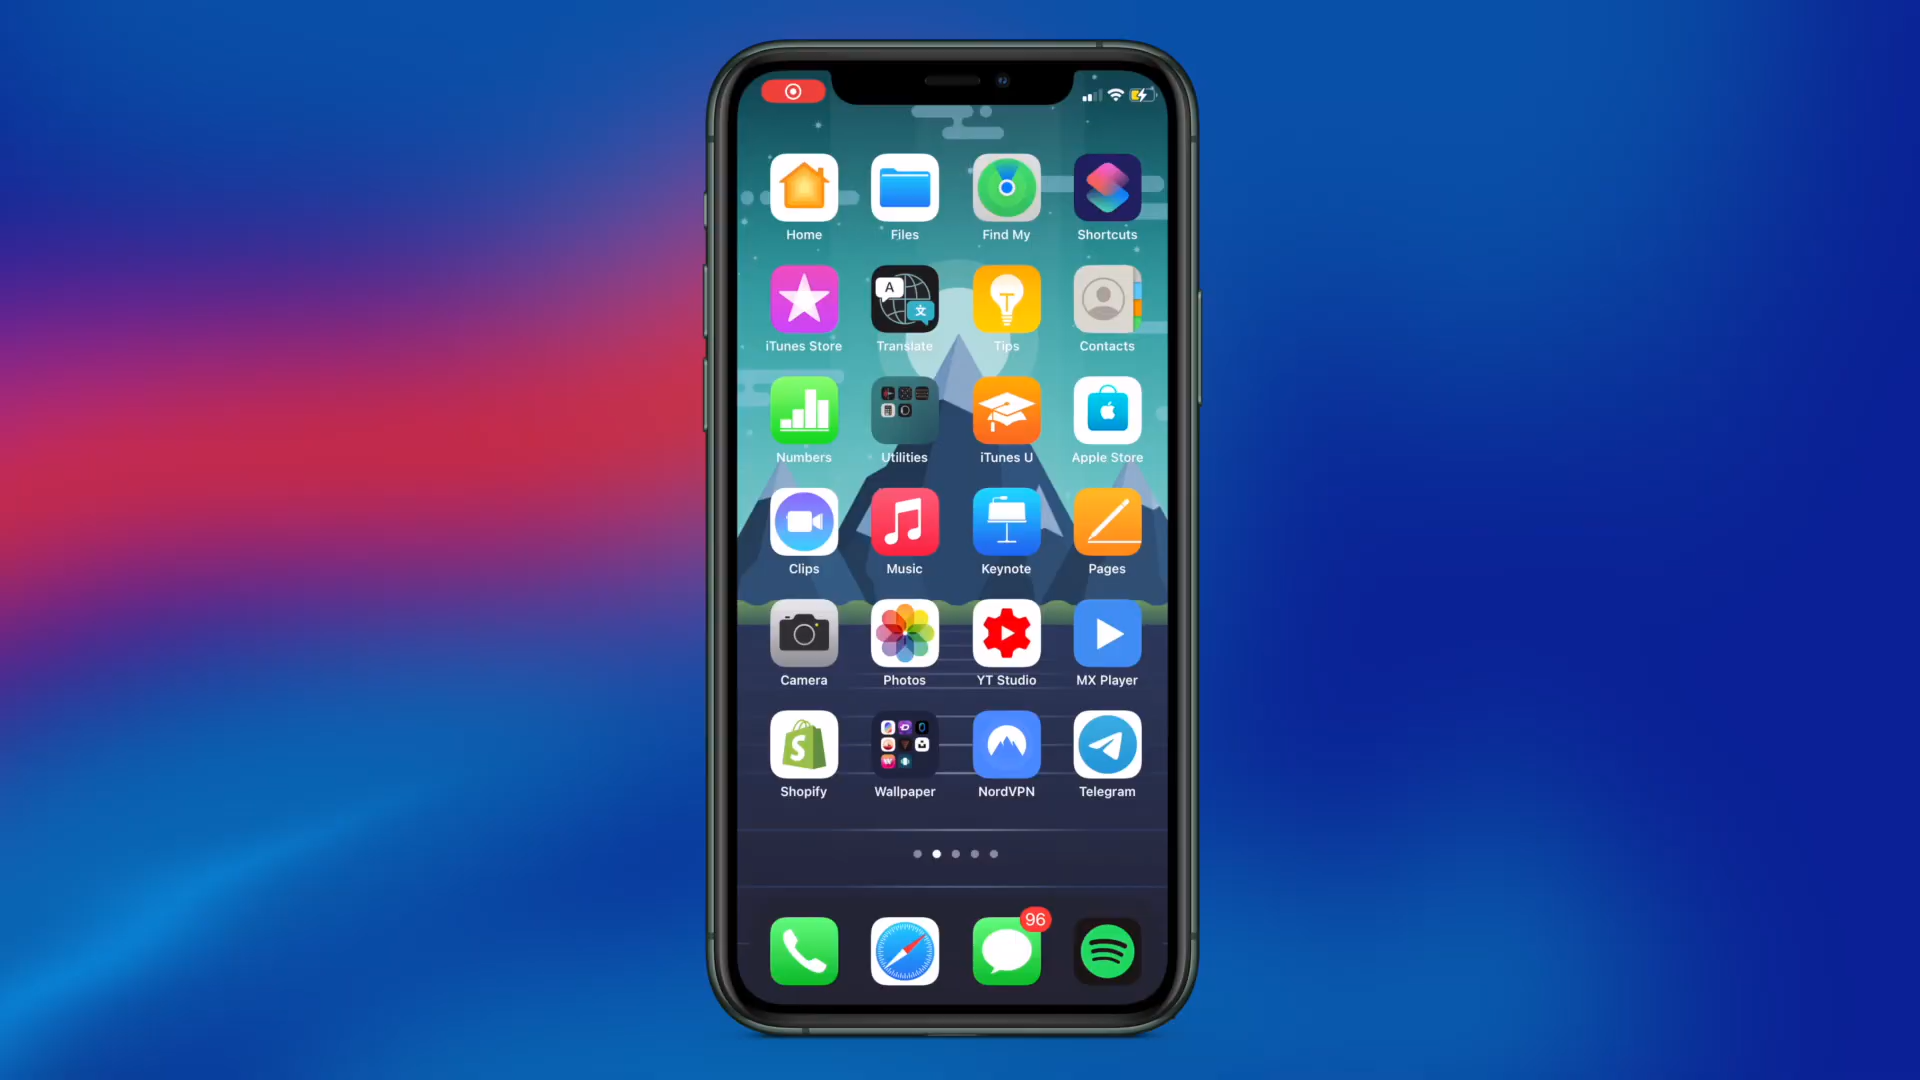 Home Files Find My Shortcuts
A 文
iTunes Store Translate Tips Contacts
Numbers Utilities iTunes U Apple Store
Clips Music Keynote Pages
Camera Photos YT Studio MX Player
S
Shopify Wallpaper NordVPN Telegram
96